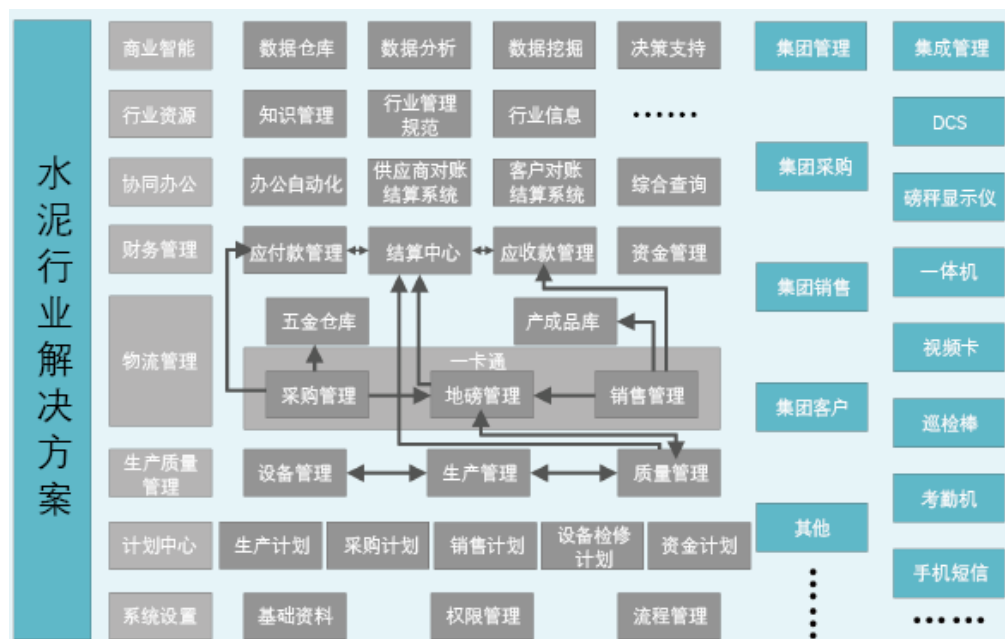 水泥行业解决方案
商业智能
数据仓库
数据分析
数据挖掘
决策支持
行业资源
知识管理
行业管理
规范
行业信息
......
协同办公
办公自动化
供应商对账
结算系统
客户对账
结算系统
综合查询
财务管理
应付款管理
结算中心
应收款管理
资金管理
物流管理
五金仓库
产成品库
一卡通
采购管理
地磅管理
销售管理
生产质量
管理
设备管理
生产管理
质量管理
计划中心
生产计划
采购计划
销售计划
设备检修
计划
资金计划
系统设置
基础资料
权限管理
流程管理
集团管理
集团采购
集团销售
集团客户
其他
......
集成管理
DCS
磅秤显示仪
一体机
视频卡
巡检棒
考勤机
手机短信
......